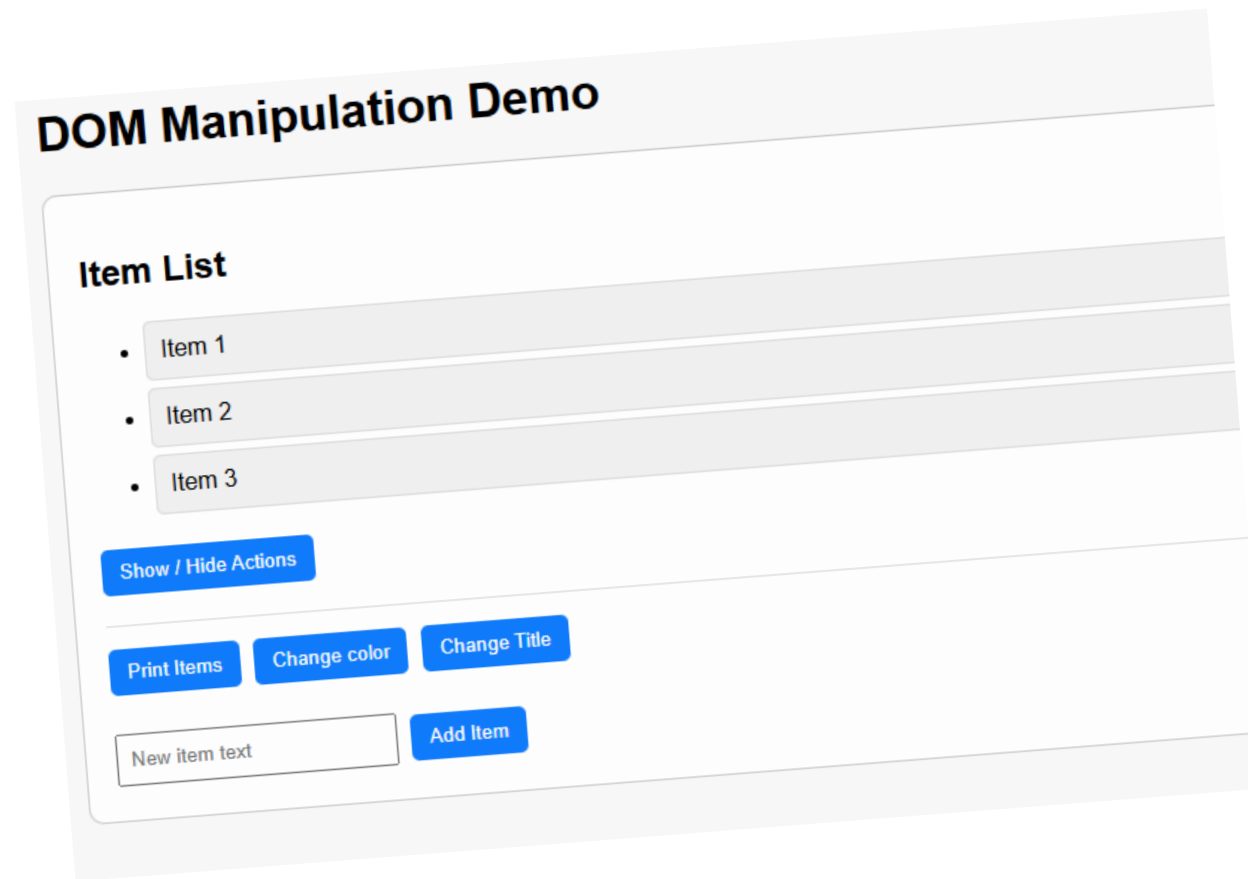 DOM Manipulation Demo
Item List
Item 1
Item 2
Item 3
Show / Hide Actions
Print Items Change color Change Title
New item text Add Item